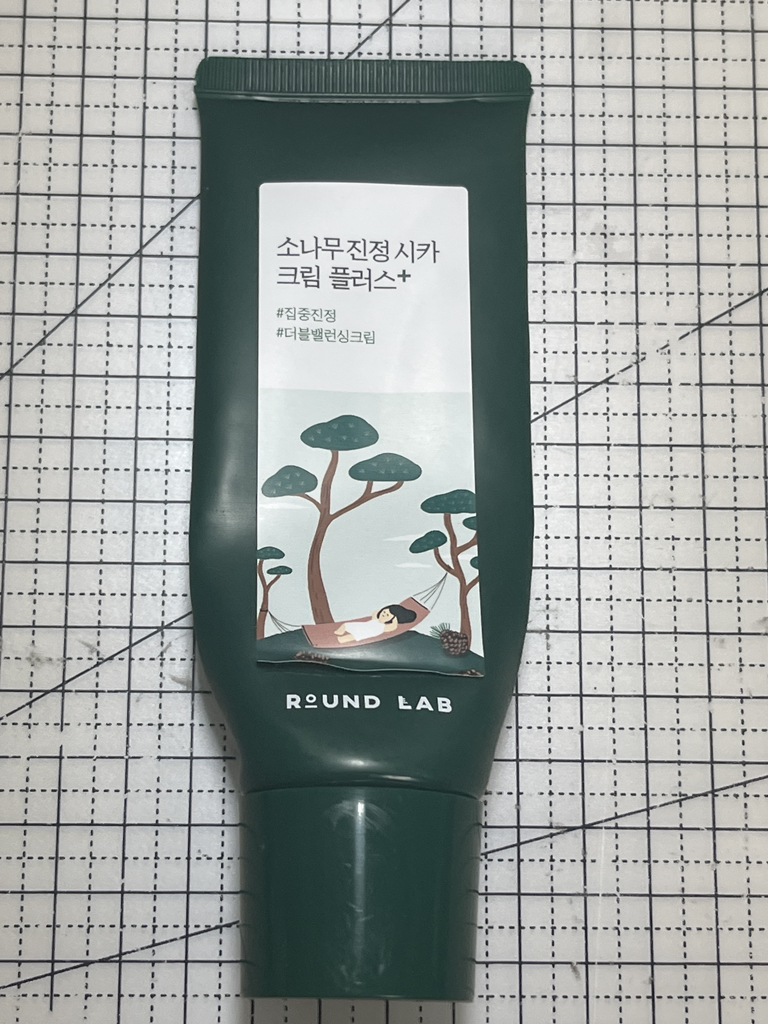 소나무 진정 시카
크림 플러스+
#집중진정
#더블밸런싱크림
ROUND LAB